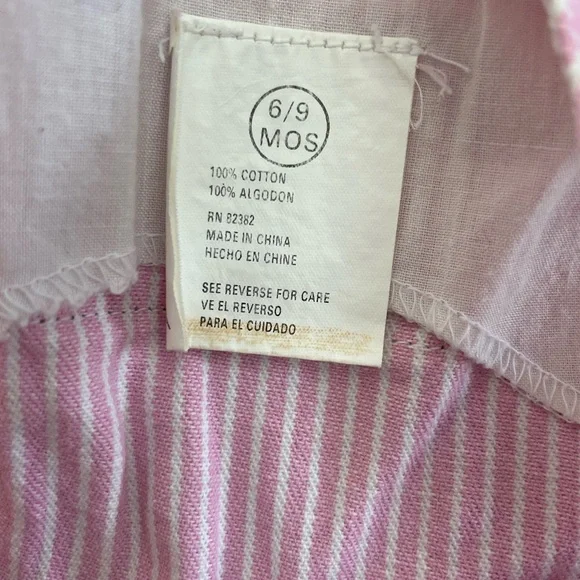 6/9
MOS
100% COTTON
100% ALGODON
RN 82382
MADE IN CHINA
HECHO EN CHINE
SEE REVERSE FOR CARE
VE EL REVERSO
PARA EL CUIDADO